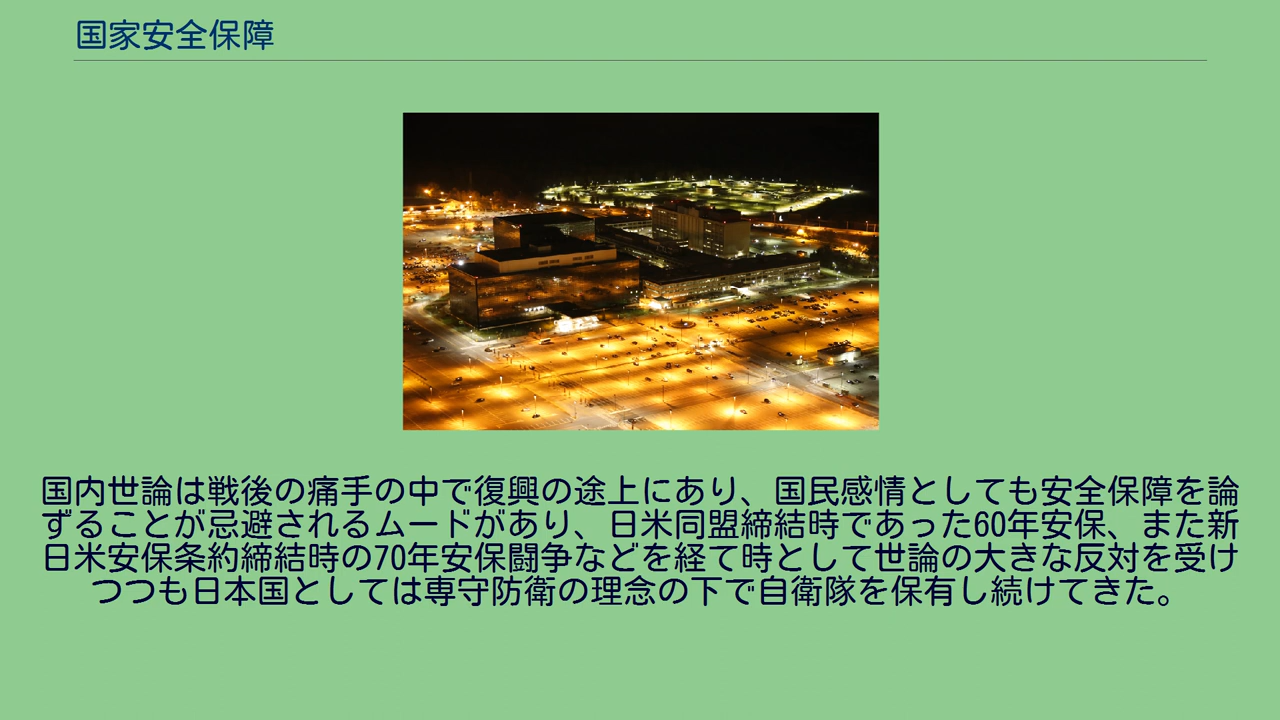 国家安全保障
国内世論は戦後の痛手の中で復興の途上にあり、国民感情としても安全保障を論
ずることが忌避されるムードがあり、日米同盟締結時であった60年安保、また新
日米安保条約締結時の70年安保闘争などを経て時として世論の大きな反対を受け
つつも日本国としては専守防衛の理念の下で自衛隊を保有し続けてきた。